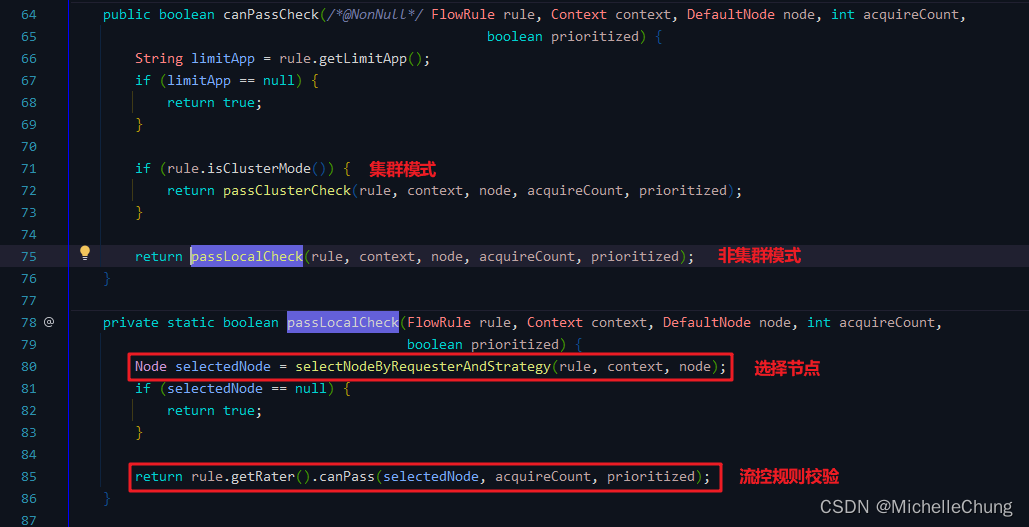 64 public boolean canPassCheck(/*@NonNull*/ FlowRule rule, Context context, DefaultNode node, int acquireCount,
65 boolean prioritized) {
66 String limitApp = rule.getLimitApp();
67 if (limitApp == null) {
68 return true;
69 }
70
71 if (rule.isClusterMode()) { 集群模式
72 return passClusterCheck(rule, context, node, acquireCount, prioritized);
73 }
74
75 return passLocalCheck(rule, context, node, acquireCount, prioritized); 非集群模式
76 }
77
78 @ private static boolean passLocalCheck(FlowRule rule, Context context, DefaultNode node, int acquireCount,
79 boolean prioritized) {
80 Node selectedNode = selectNodeByRequesterAndStrategy(rule, context, node); 选择节点
81 if (selectedNode == null) {
82 return true;
83 }
84
85 return rule.getRater().canPass(selectedNode, acquireCount, prioritized); 流控规则校验
86 }
87
CSDN @MichelleChung